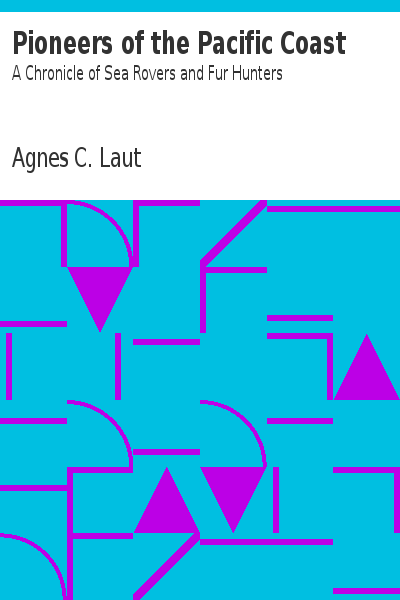 Pioneers of the Pacific Coast
A Chronicle of Sea Rovers and Fur Hunters
Agnes C. Laut